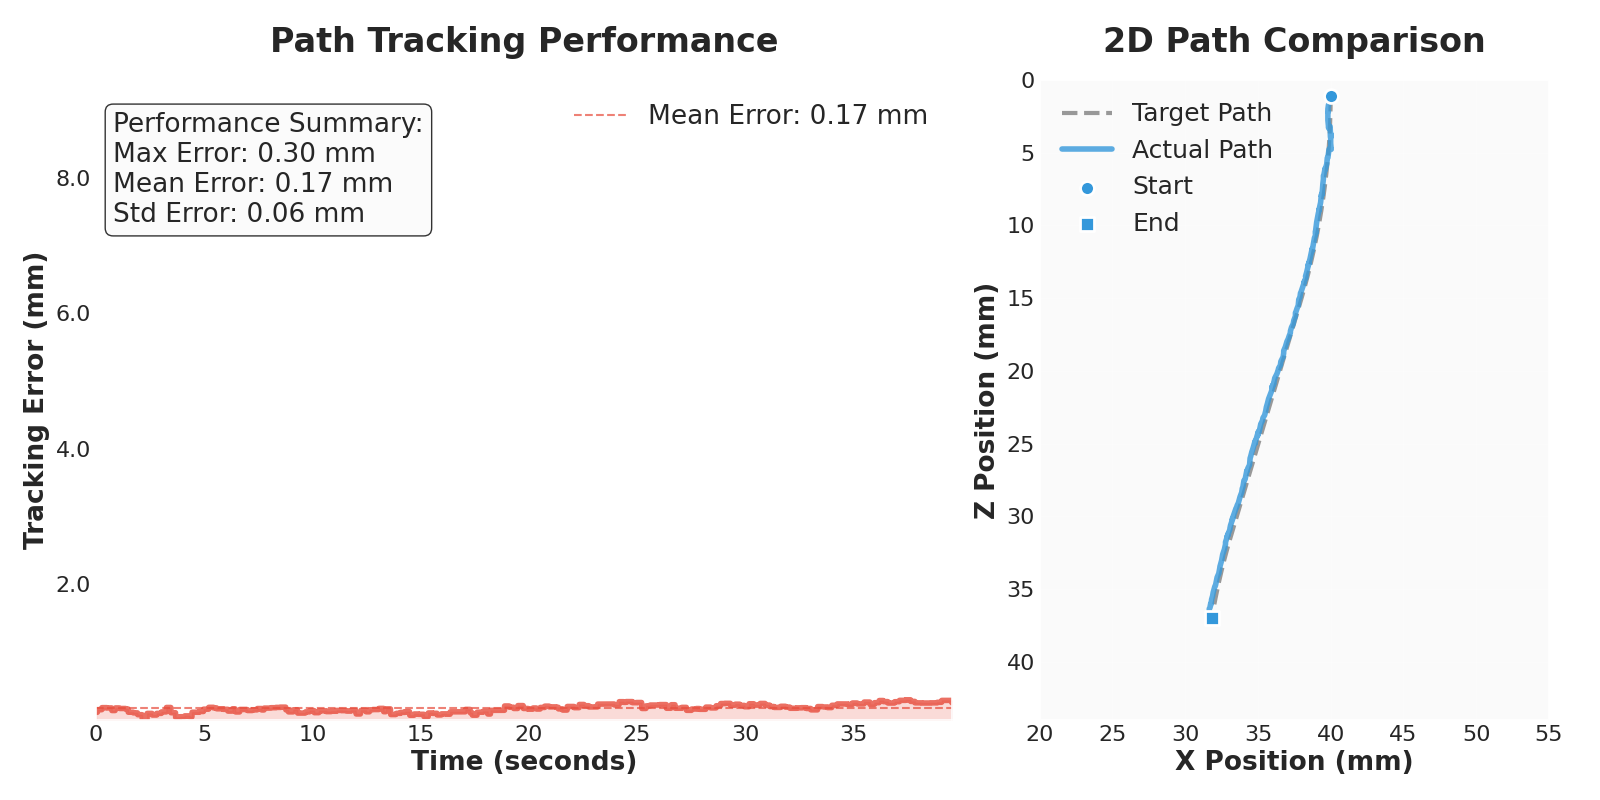 Path Tracking Performance
Performance Summary:
Max Error: 0.30 mm
Mean Error: 0.17 mm
Std Error: 0.06 mm
Mean Error: 0.17 mm
Tracking Error (mm)
8.0
6.0
4.0
2.0
0
5
10
15
20
25
30
35
Time (seconds)
2D Path Comparison
Target Path
Actual Path
Start
End
Z Position (mm)
0
5
10
15
20
25
30
35
40
20
25
30
35
40
45
50
55
X Position (mm)